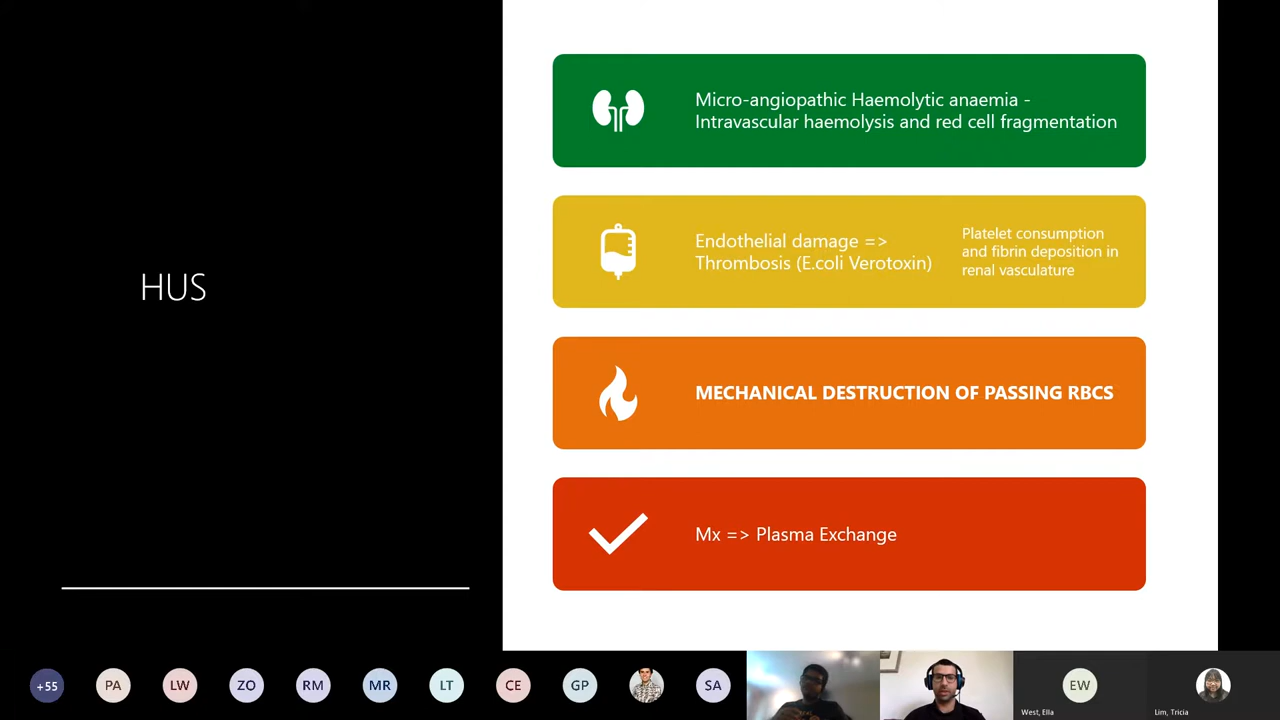 HUS
Micro-angiopathic Haemolytic anaemia -
Intravascular haemolysis and red cell fragmentation
Endothelial damage =>
Thrombosis (E.coli Verotoxin)
Platelet consumption
and fibrin deposition in
renal vasculature
MECHANICAL DESTRUCTION OF PASSING RBCS
Mx => Plasma Exchange
+55
PA
LW
ZO
RM
MR
LT
CE
GP
SA
EW
West, Ella
Lim, Tricia